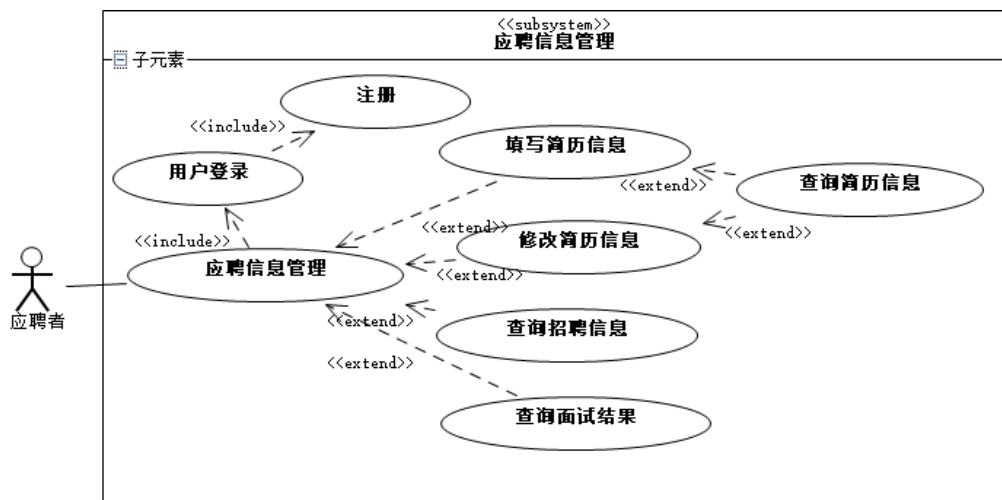 <<subsystem>>
应聘信息管理
子元素
注册
<<include>>
填写简历信息
用户登录
<<extend>>
查询简历信息
<<extend>>
<<include>>
<<extend>>
修改简历信息
应聘信息管理
<<extend>>
应聘者
<<extend>>
查询招聘信息
<<extend>>
查询面试结果